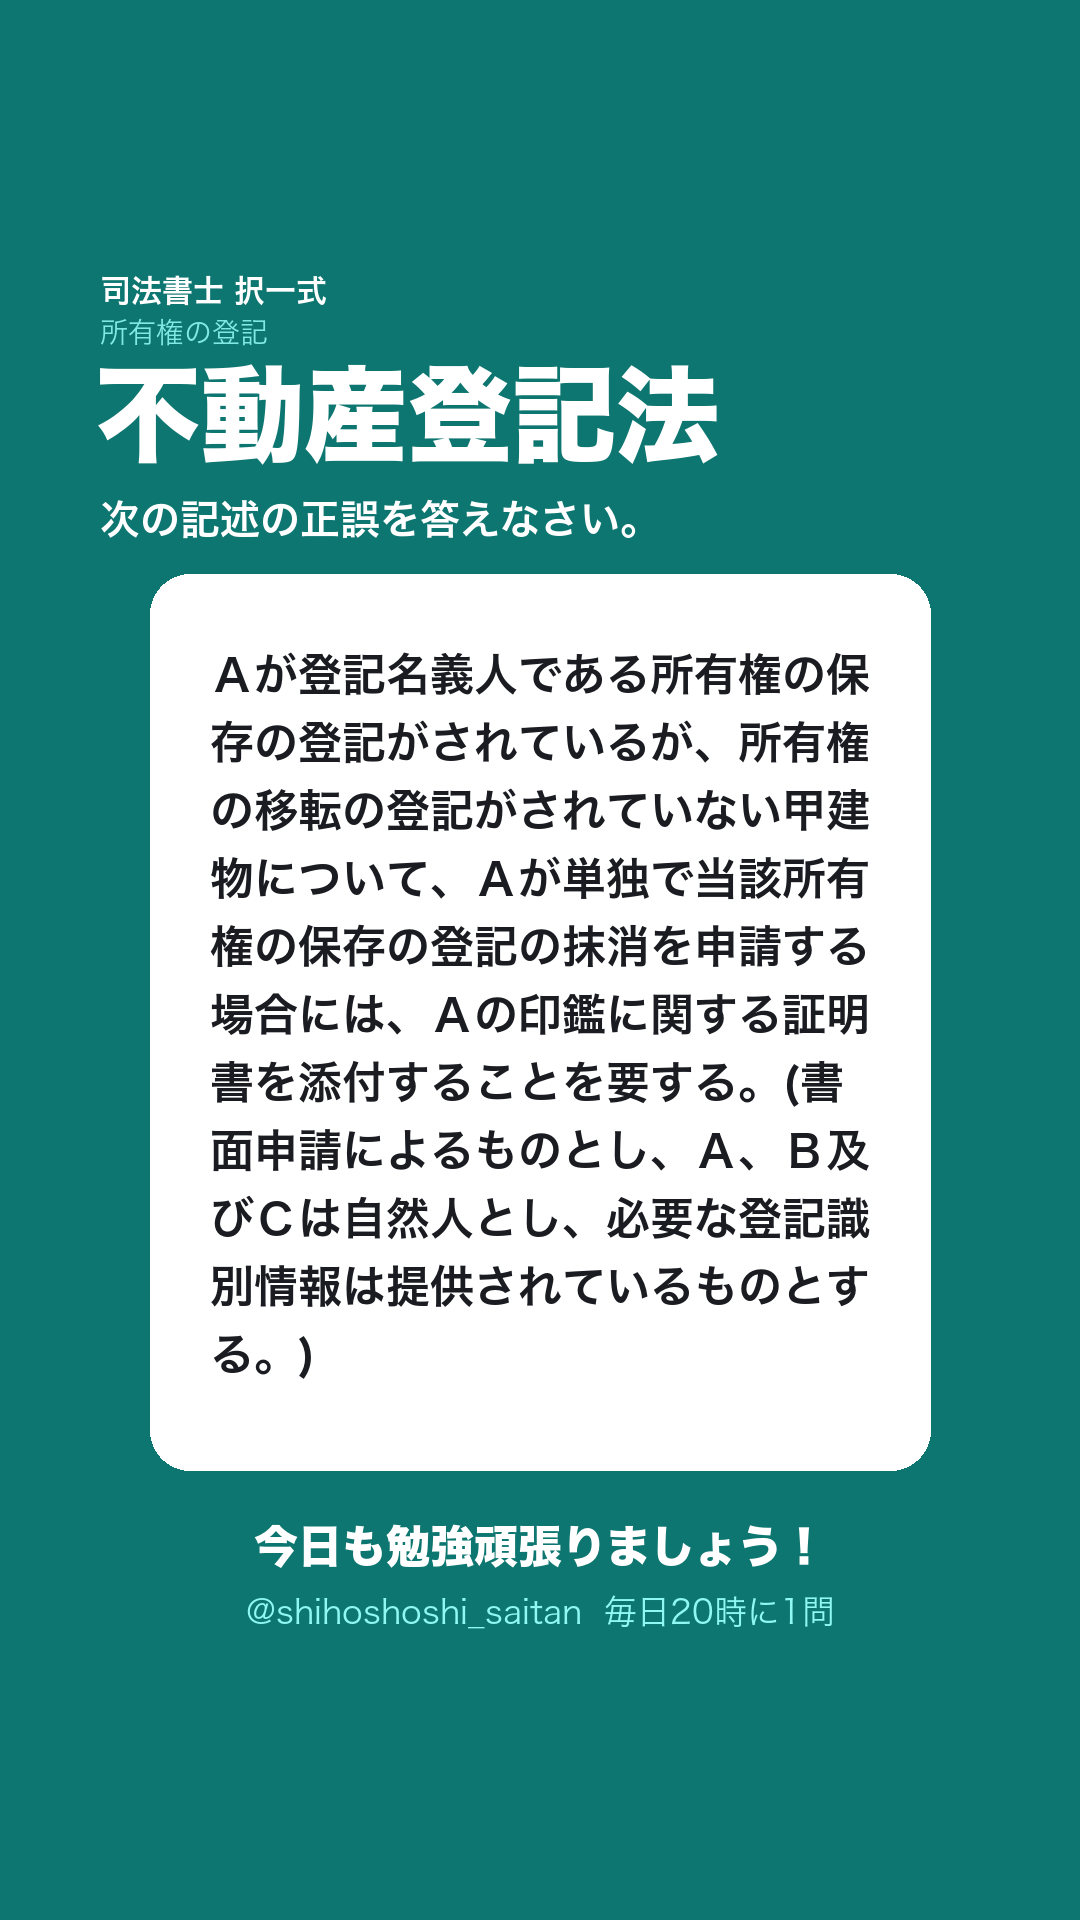 司法書士 択一式
所有権の登記
不動産登記法
次の記述の正誤を答えなさい。
Ａが登記名義人である所有権の保
存の登記がされているが、所有権
の移転の登記がされていない甲建
物について、Ａが単独で当該所有
権の保存の登記の抹消を申請する
場合には、Ａの印鑑に関する証明
書を添付することを要する。(書
面申請によるものとし、Ａ、Ｂ及
びＣは自然人とし、必要な登記識
別情報は提供されているものとす
る。)
今日も勉強頑張りましょう！
@shihoshoshi_saitan 毎日20時に1問